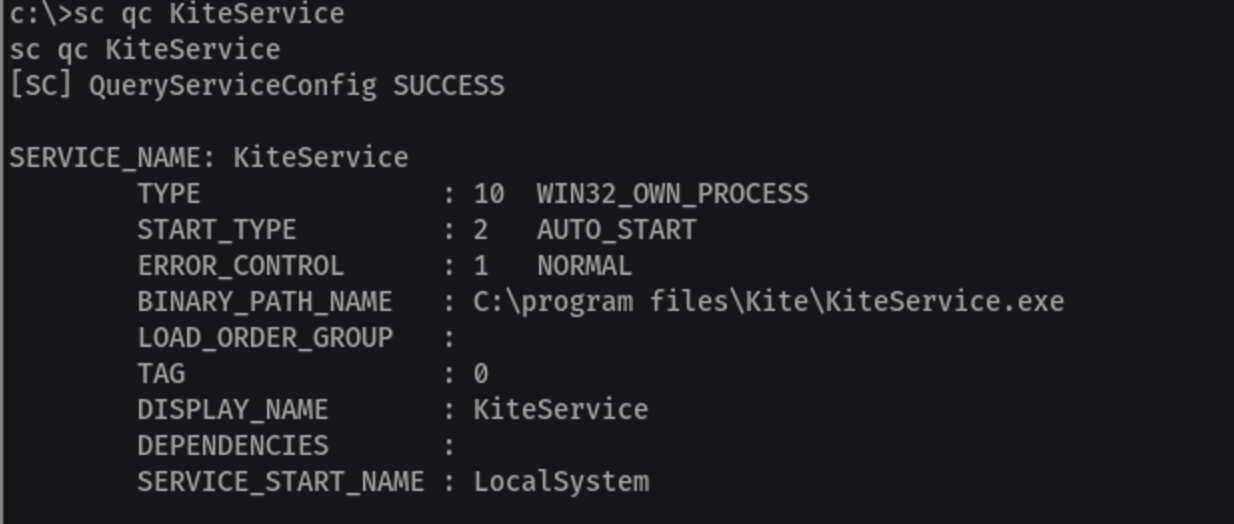 c:\>sc qc KiteService
sc qc KiteService
[SC] QueryServiceConfig SUCCESS
SERVICE_NAME: KiteService
TYPE : 10 WIN32_OWN_PROCESS
START_TYPE : 2 AUTO_START
ERROR_CONTROL : 1 NORMAL
BINARY_PATH_NAME : C:\program files\Kite\KiteService.exe
LOAD_ORDER_GROUP :
TAG : 0
DISPLAY_NAME : KiteService
DEPENDENCIES :
SERVICE_START_NAME : LocalSystem